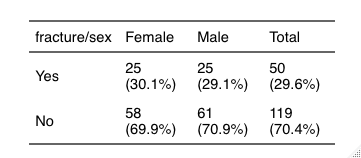 fracture/sex Female Male Total
Yes 25 25 50
(30.1%) (29.1%) (29.6%)
No 58 61 119
(69.9%) (70.9%) (70.4%)